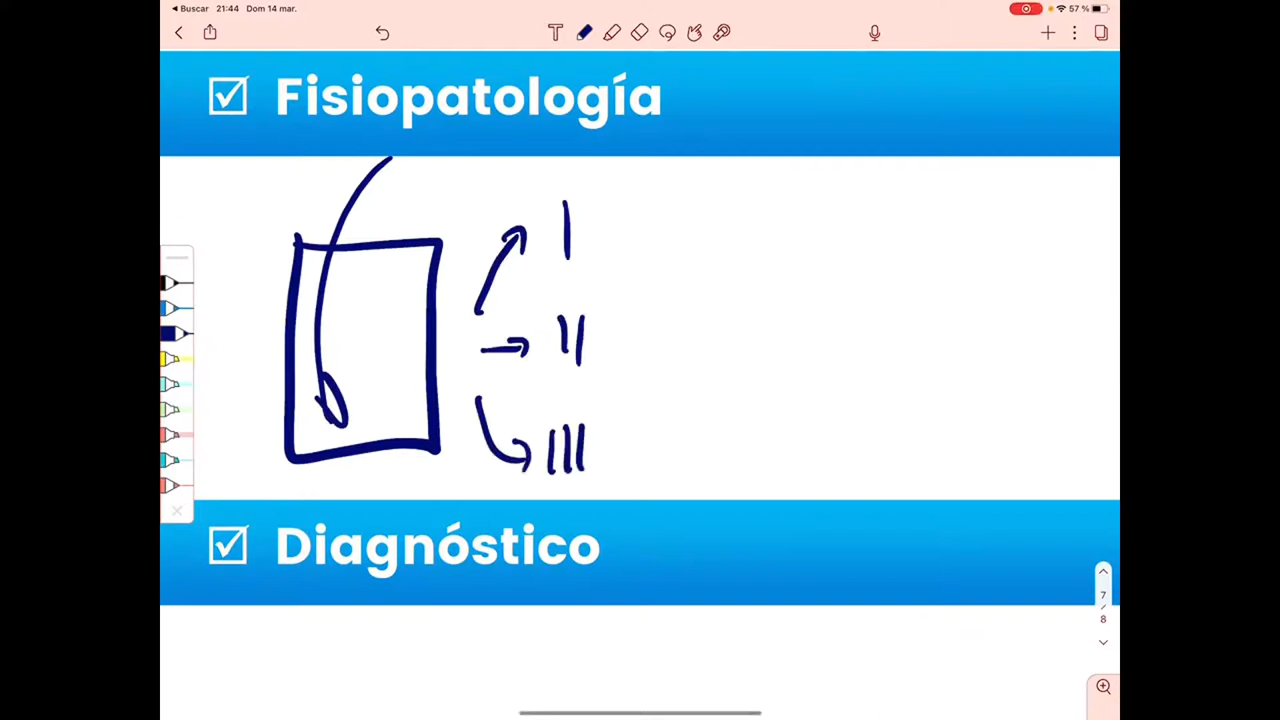 Buscar 21:44 Dom 14 mar. 57 %
T
Fisiopatología
I
II
III
Diagnóstico
7
/
8